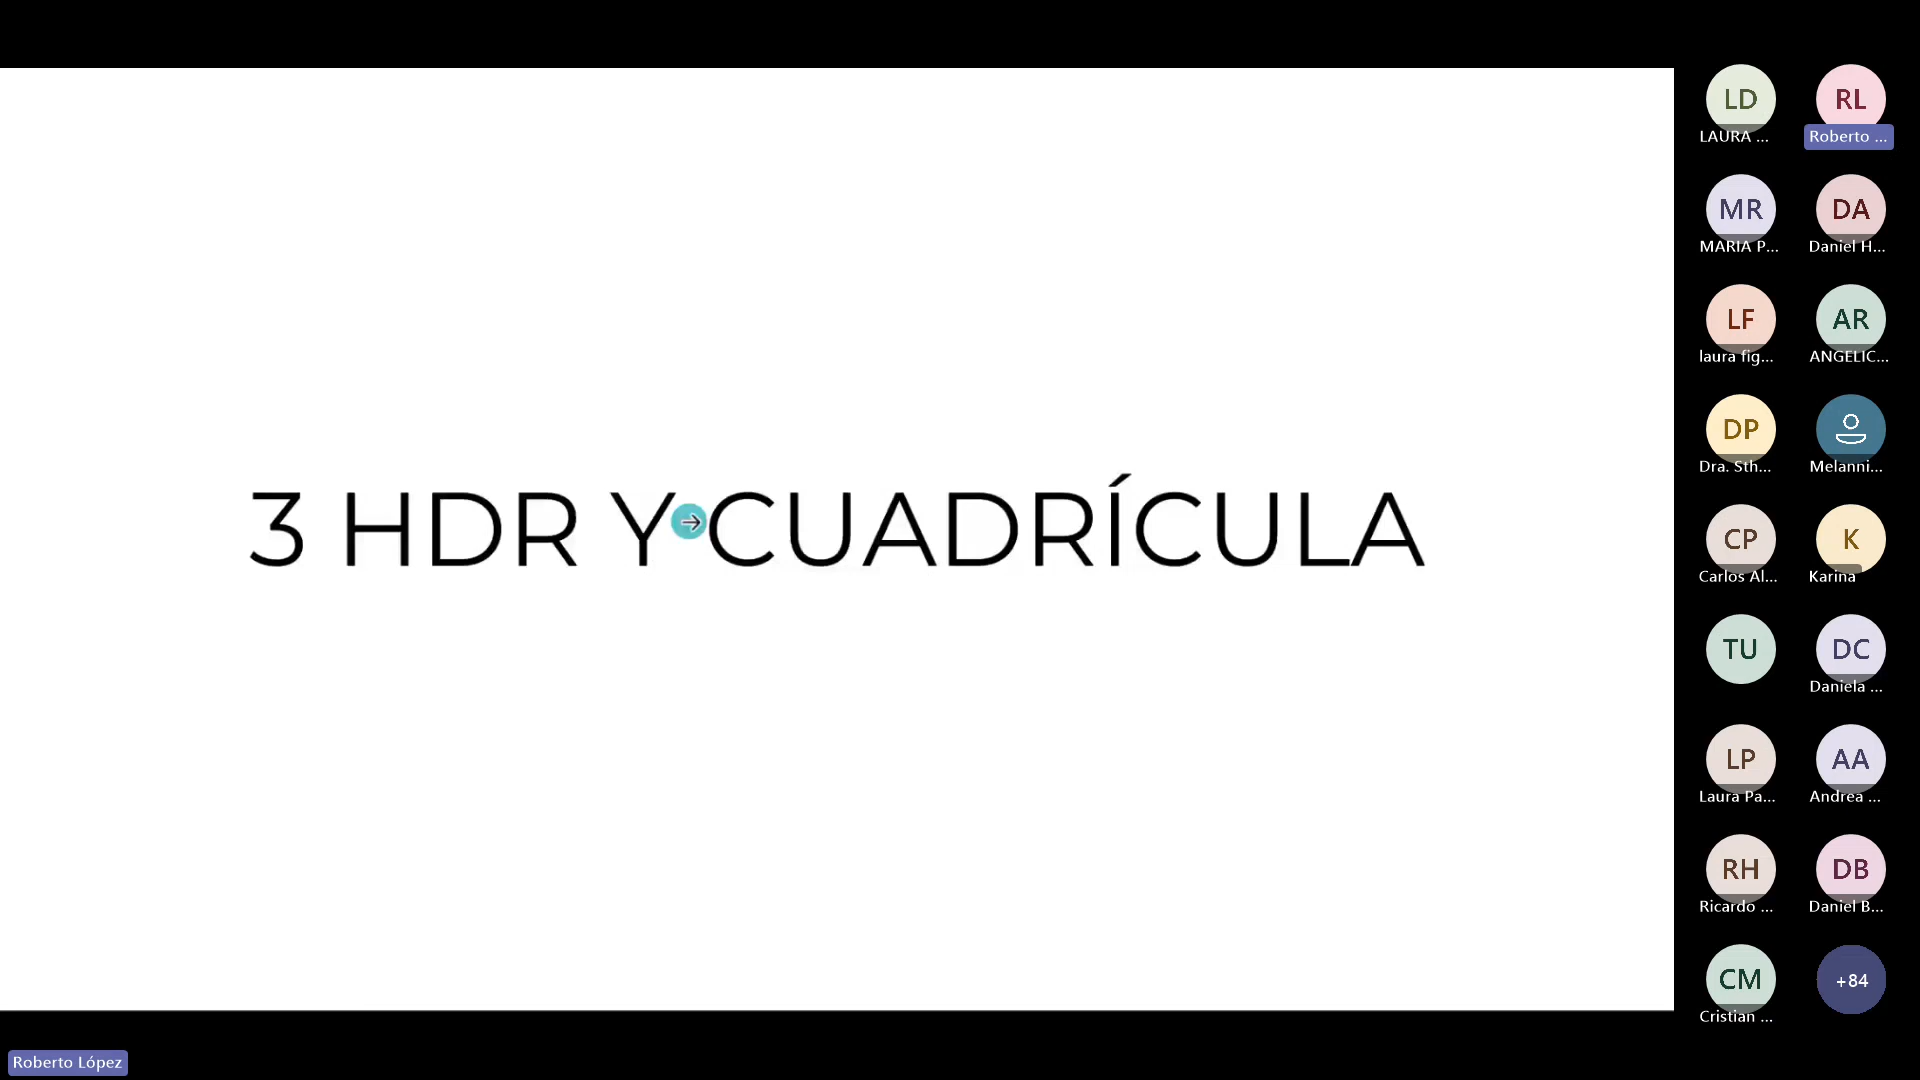 3 HDR Y CUADRÍCULA
LD
LAURA ...
RL
Roberto ...
MR
MARIA P...
DA
Daniel H...
LF
laura fig...
AR
ANGELIC...
DP
Dra. Sth...
Melanni...
CP
Carlos Al...
K
Karina
TU
DC
Daniela ...
LP
Laura Pa...
AA
Andrea ...
RH
Ricardo ...
DB
Daniel B...
CM
Cristian ...
+84
Roberto López